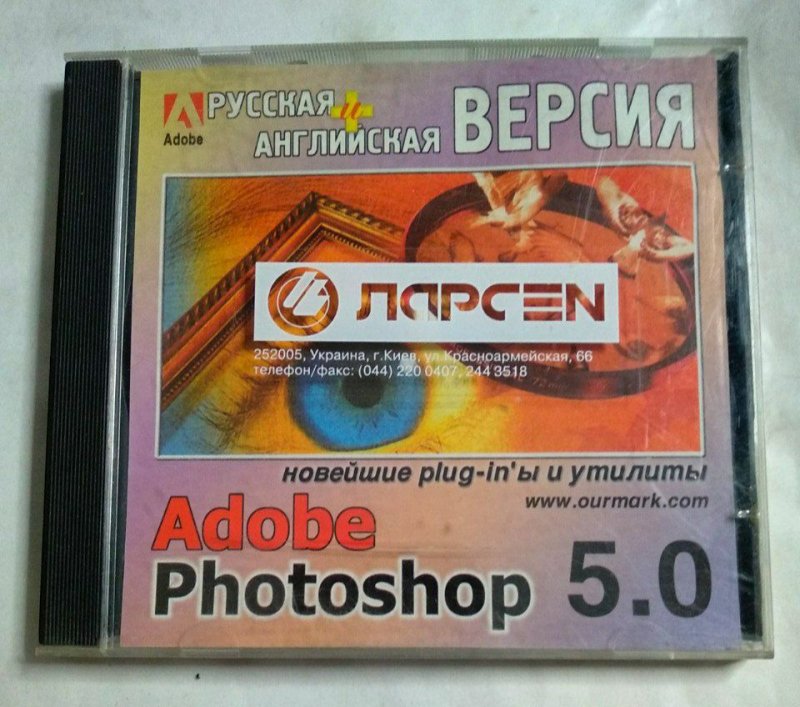 Adobe
РУССКАЯ и
АНГЛИЙСКАЯ ВЕРСИЯ
ЛАРСЕN
252005, Украина, г.Киев, ул.Красноармейская, 66
телефон/факс: (044) 220 0407, 244 3518
новейшие plug-in'ы и утилиты
www.ourmark.com
Adobe
Photoshop 5.0